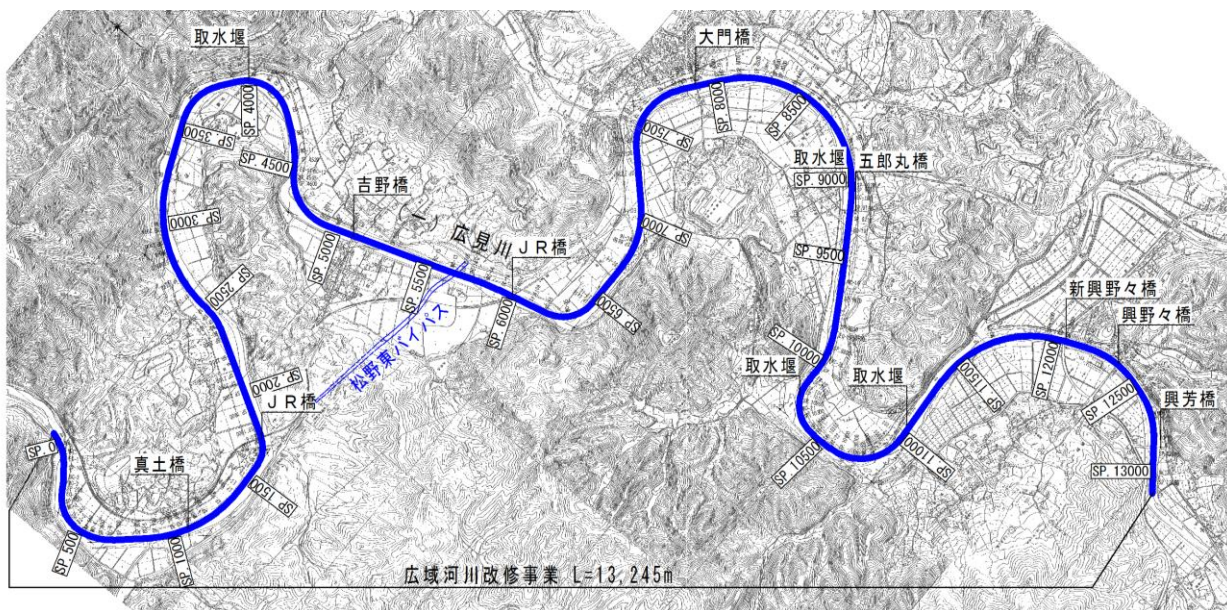 取水堰
大門橋
SP. 4000
SP. 8000
SP. 8500
SP. 3500
SP. 7500
SP. 4500
取水堰
五郎丸橋
SP. 9000
吉野橋
SP. 3000
SP. 7000
広見川
JR橋
SP. 5000
SP. 9500
SP. 5500
SP. 2500
新興野々橋
SP. 6000
SP. 6500
興野々橋
松野東バイパス
SP. 10000
SP. 12000
取水堰
取水堰
SP. 2000
JR橋
SP. 11500
SP. 12500
興芳橋
SP. 0
真土橋
SP. 10500
SP. 11000
SP. 13000
SP. 1500
SP. 500
SP. 1000
広域河川改修事業 L=13,245m